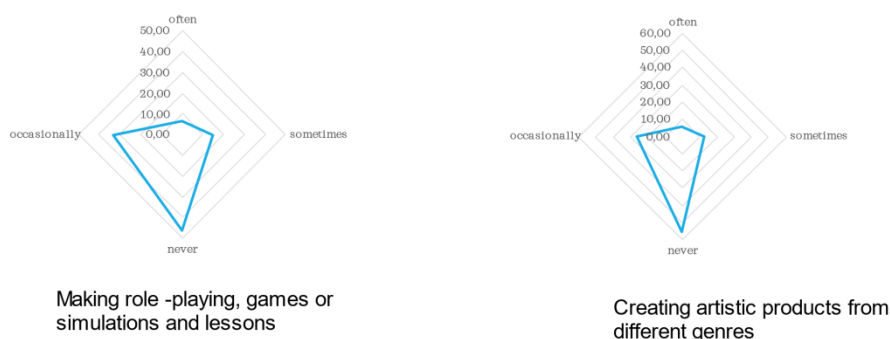 often
50,00
40,00
30,00
20,00
10,00
0,00
occasionally
sometimes
never
Making role -playing, games or
simulations and lessons
often
60,00
50,00
40,00
30,00
20,00
10,00
0,00
occasionally
sometimes
never
Creating artistic products from
different genres